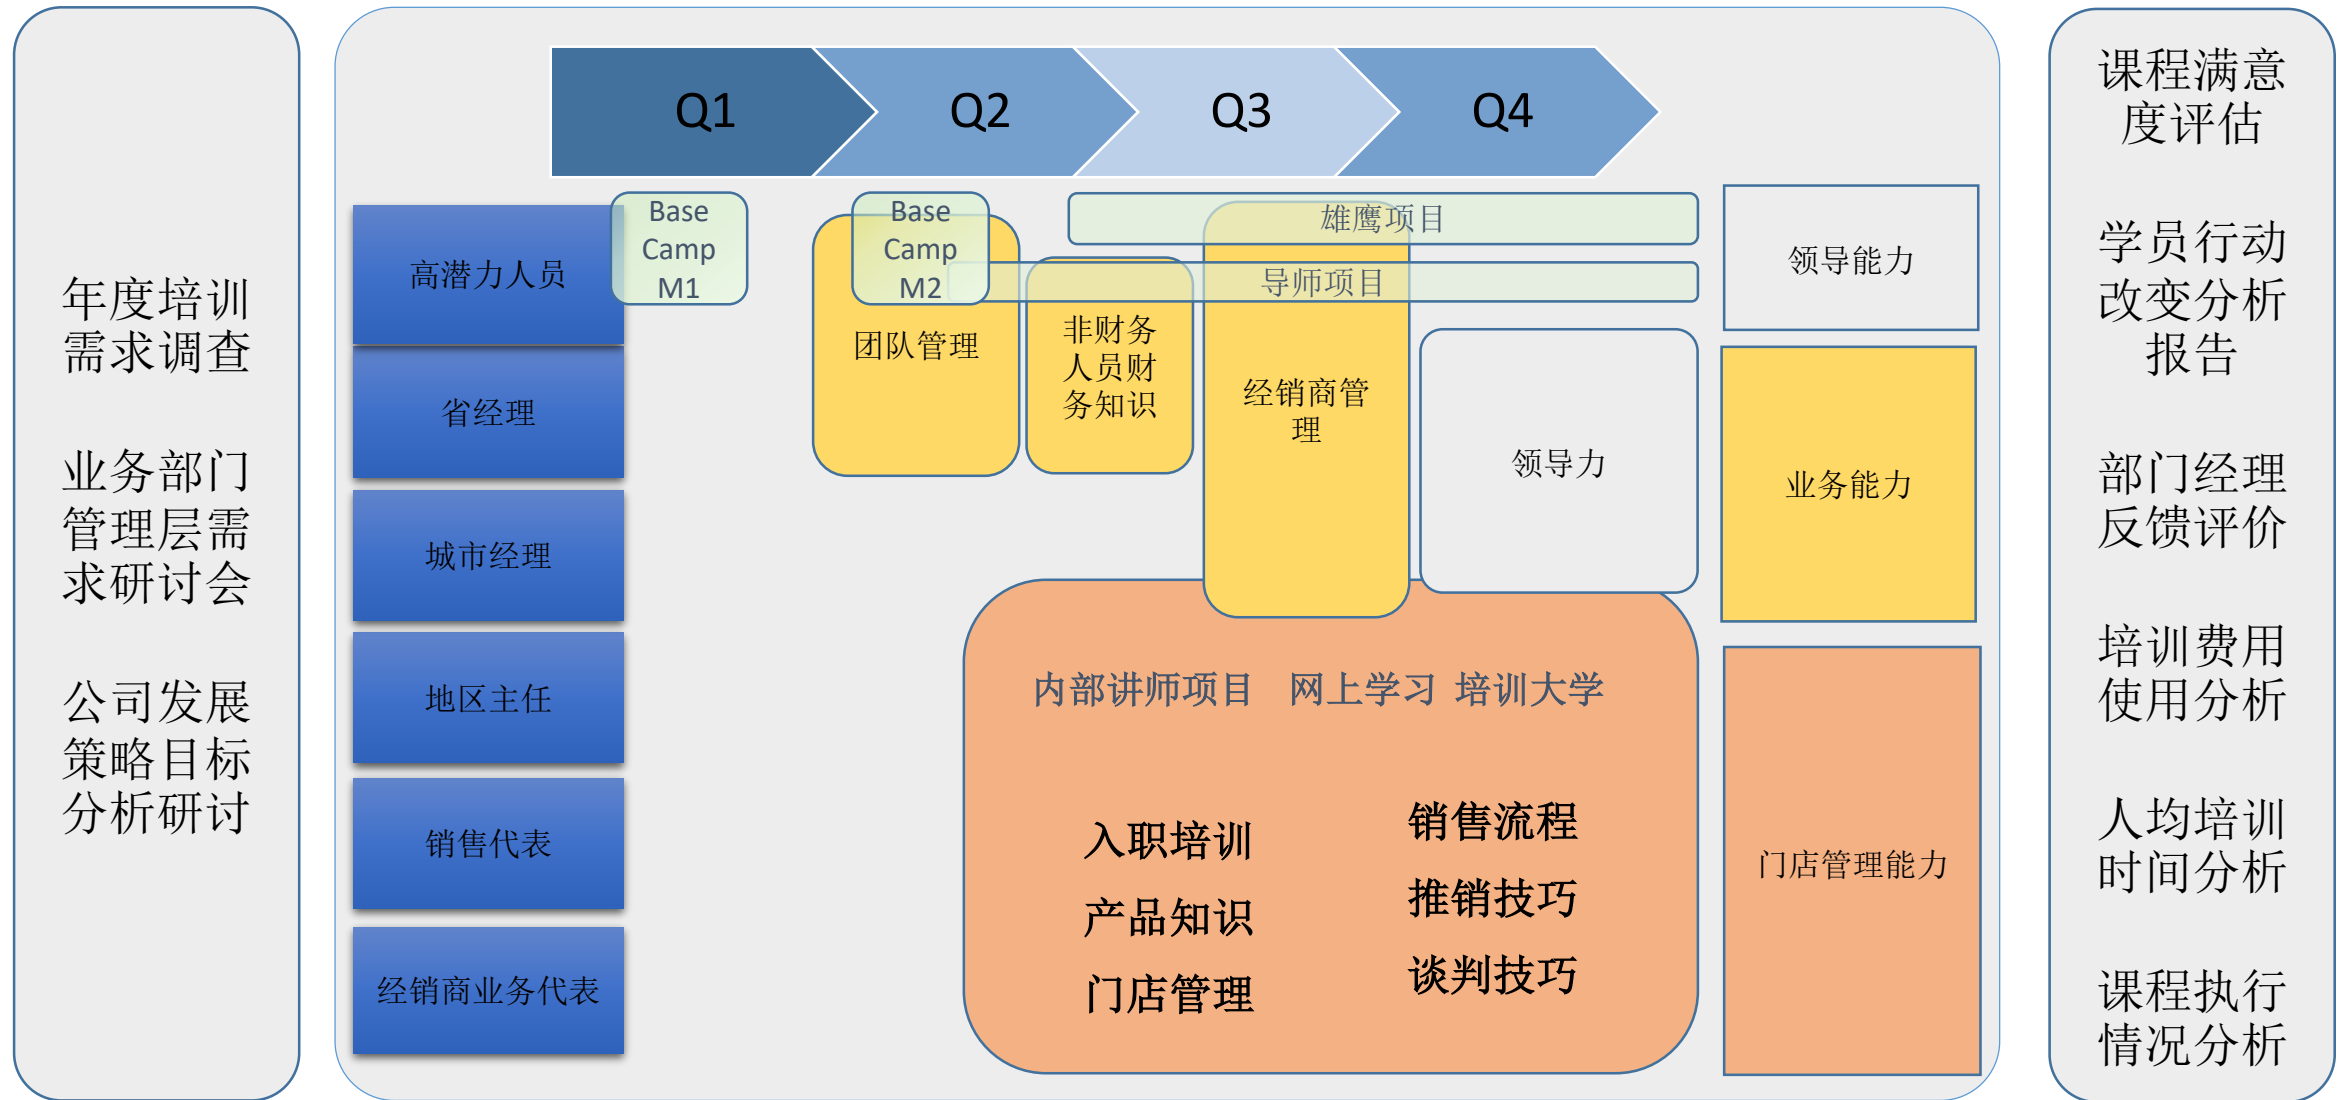 年度培训
需求调查
业务部门
管理层需
求研讨会
公司发展
策略目标
分析研讨
Q1
Q2
Q3
Q4
高潜力人员
省经理
城市经理
地区主任
销售代表
经销商业务代表
Base
Camp
M1
Base
Camp
M2
雄鹰项目
导师项目
团队管理
非财务
人员财
务知识
经销商管
理
领导力
内部讲师项目 网上学习 培训大学
入职培训
产品知识
门店管理
销售流程
推销技巧
谈判技巧
领导能力
业务能力
门店管理能力
课程满意
度评估
学员行动
改变分析
报告
部门经理
反馈评价
培训费用
使用分析
人均培训
时间分析
课程执行
情况分析